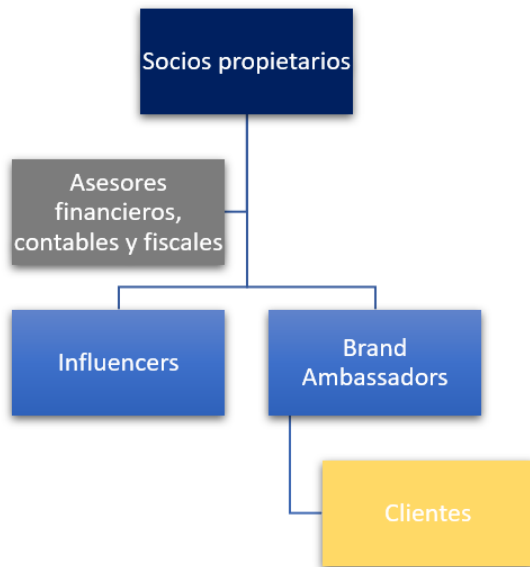 Socios propietarios
Asesores
financieros,
contables y fiscales
Influencers
Brand
Ambassadors
Clientes